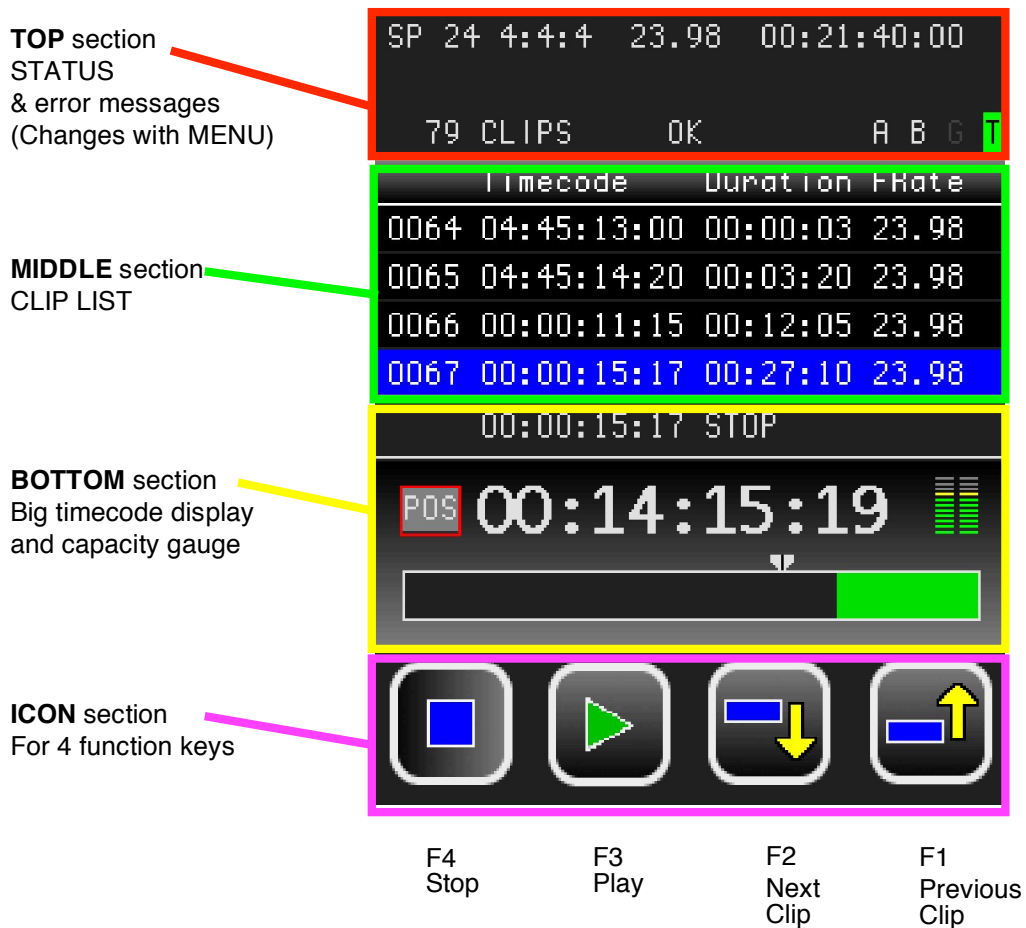 TOP section
STATUS
& error messages
(Changes with MENU)
SP 24 4:4:4 23.98 00:21:40:00
79 CLIPS OK A B G T
Timecode Duration FRate
0064 04:45:13:00 00:00:03 23.98
0065 04:45:14:20 00:03:20 23.98
0066 00:00:11:15 00:12:05 23.98
0067 00:00:15:17 00:27:10 23.98
MIDDLE section
CLIP LIST
00:00:15:17 STOP
BOTTOM section
Big timecode display
and capacity gauge
POS 00:14:15:19
ICON section
For 4 function keys
F4
Stop
F3
Play
F2
Next
Clip
F1
Previous
Clip